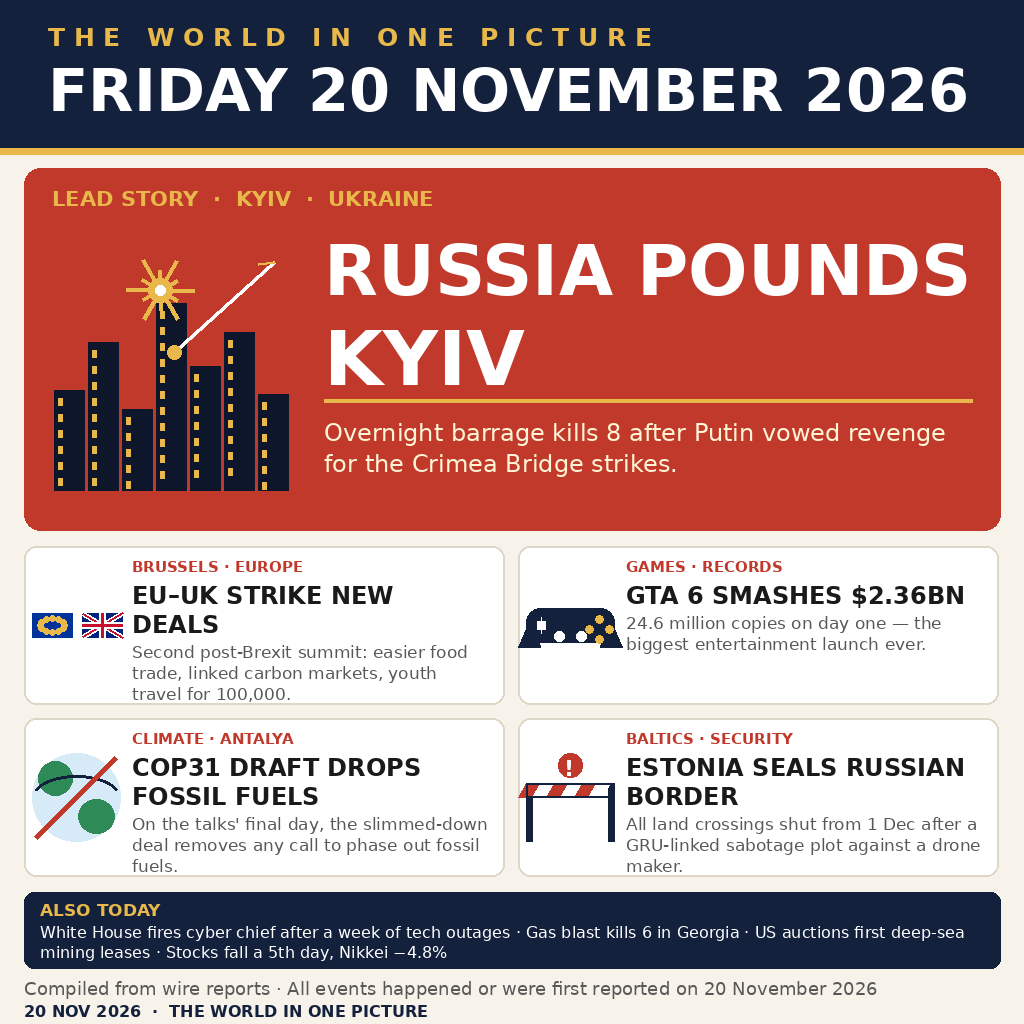 THE WORLD IN ONE PICTURE
FRIDAY 20 NOVEMBER 2026
LEAD STORY · KYIV · UKRAINE
RUSSIA POUNDS
KYIV
Overnight barrage kills 8 after Putin vowed revenge
for the Crimea Bridge strikes.
BRUSSELS · EUROPE
EU–UK STRIKE NEW
DEALS
Second post-Brexit summit: easier food
trade, linked carbon markets, youth
travel for 100,000.
GAMES · RECORDS
GTA 6 SMASHES $2.36BN
24.6 million copies on day one — the
biggest entertainment launch ever.
CLIMATE · ANTALYA
COP31 DRAFT DROPS
FOSSIL FUELS
On the talks' final day, the slimmed-down
deal removes any call to phase out fossil
fuels.
BALTICS · SECURITY
!
ESTONIA SEALS RUSSIAN
BORDER
All land crossings shut from 1 Dec after a
GRU-linked sabotage plot against a drone
maker.
ALSO TODAY
White House fires cyber chief after a week of tech outages · Gas blast kills 6 in Georgia · US auctions first deep-sea
mining leases · Stocks fall a 5th day, Nikkei −4.8%
Compiled from wire reports · All events happened or were first reported on 20 November 2026
20 NOV 2026 · THE WORLD IN ONE PICTURE